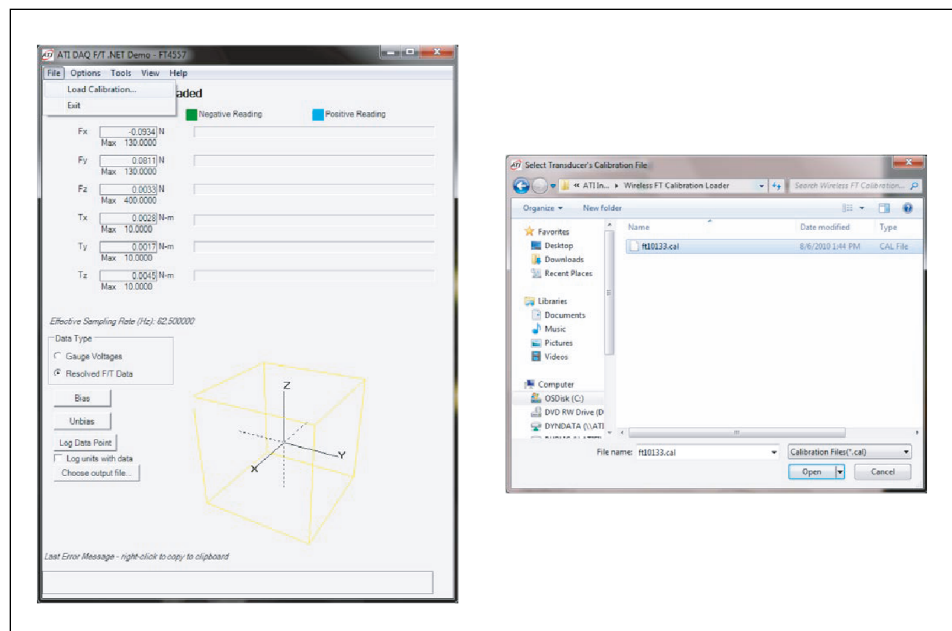 ATI DAQ F/T .NET Demo - FT4557
File Options Tools View Help
Load Calibration...
Exit
aded
Negative Reading Positive Reading
Fx -0.0934 N
Max 130.0000
Fy 0.0811 N
Max 130.0000
Fz 0.0033 N
Max 400.0000
Tx 0.0028 N-m
Max 10.0000
Ty 0.0017 N-m
Max 10.0000
Tz 0.0045 N-m
Max 10.0000
Effective Sampling Rate (Hz): 62.500000
Data Type
Gauge Voltages
Resolved F/T Data
Bias
Unbias
Log Data Point
Log units with data
Choose output file...
Z
Y
X
Last Error Message - right-click to copy to clipboard
ATI Select Transducer's Calibration File
« ATI In... Wireless FT Calibration Loader Search Wireless FT Calibration...
Organize New folder
Name Date modified Type
Favorites
Desktop
Downloads
Recent Places
ft10133.cal 8/6/2010 1:44 PM CAL File
Libraries
Documents
Music
Pictures
Videos
Computer
OSDisk (C:)
DVD RW Drive (D
DYNDATA (\\ATI
File name: ft10133.cal Calibration Files(*.cal)
Open Cancel